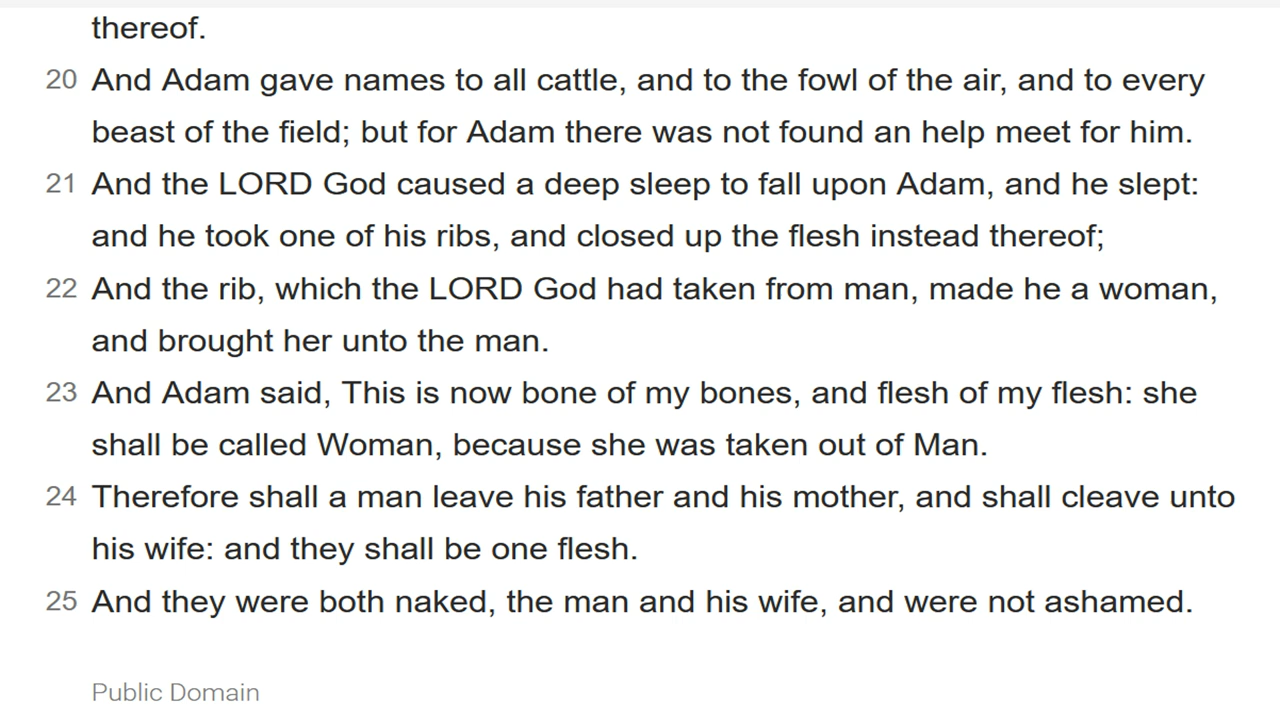 thereof.
20 And Adam gave names to all cattle, and to the fowl of the air, and to every
beast of the field; but for Adam there was not found an help meet for him.
21 And the LORD God caused a deep sleep to fall upon Adam, and he slept:
and he took one of his ribs, and closed up the flesh instead thereof;
22 And the rib, which the LORD God had taken from man, made he a woman,
and brought her unto the man.
23 And Adam said, This is now bone of my bones, and flesh of my flesh: she
shall be called Woman, because she was taken out of Man.
24 Therefore shall a man leave his father and his mother, and shall cleave unto
his wife: and they shall be one flesh.
25 And they were both naked, the man and his wife, and were not ashamed.
Public Domain